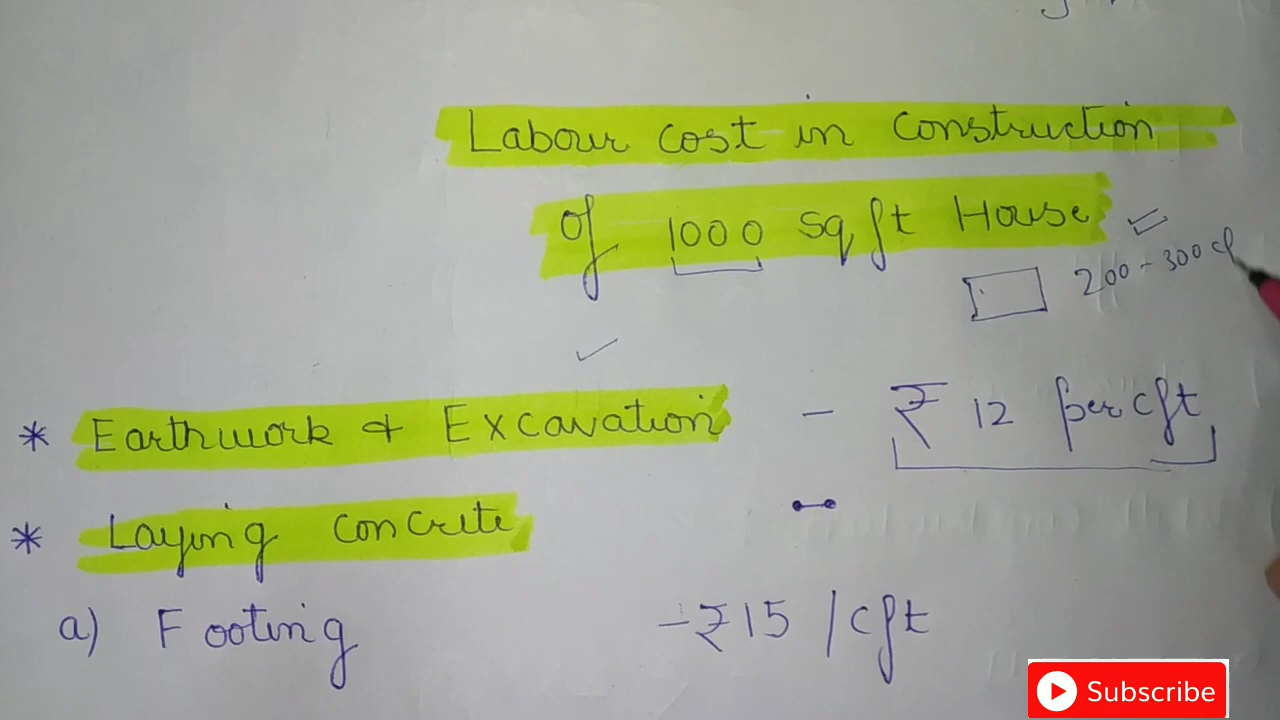 Labour cost in construction
of 1000 sq ft House
200 - 300 cf
* Earthwork & Excavation - ₹ 12 per cft
* Laying concrete
a) Footing - ₹15 /cft
Subscribe